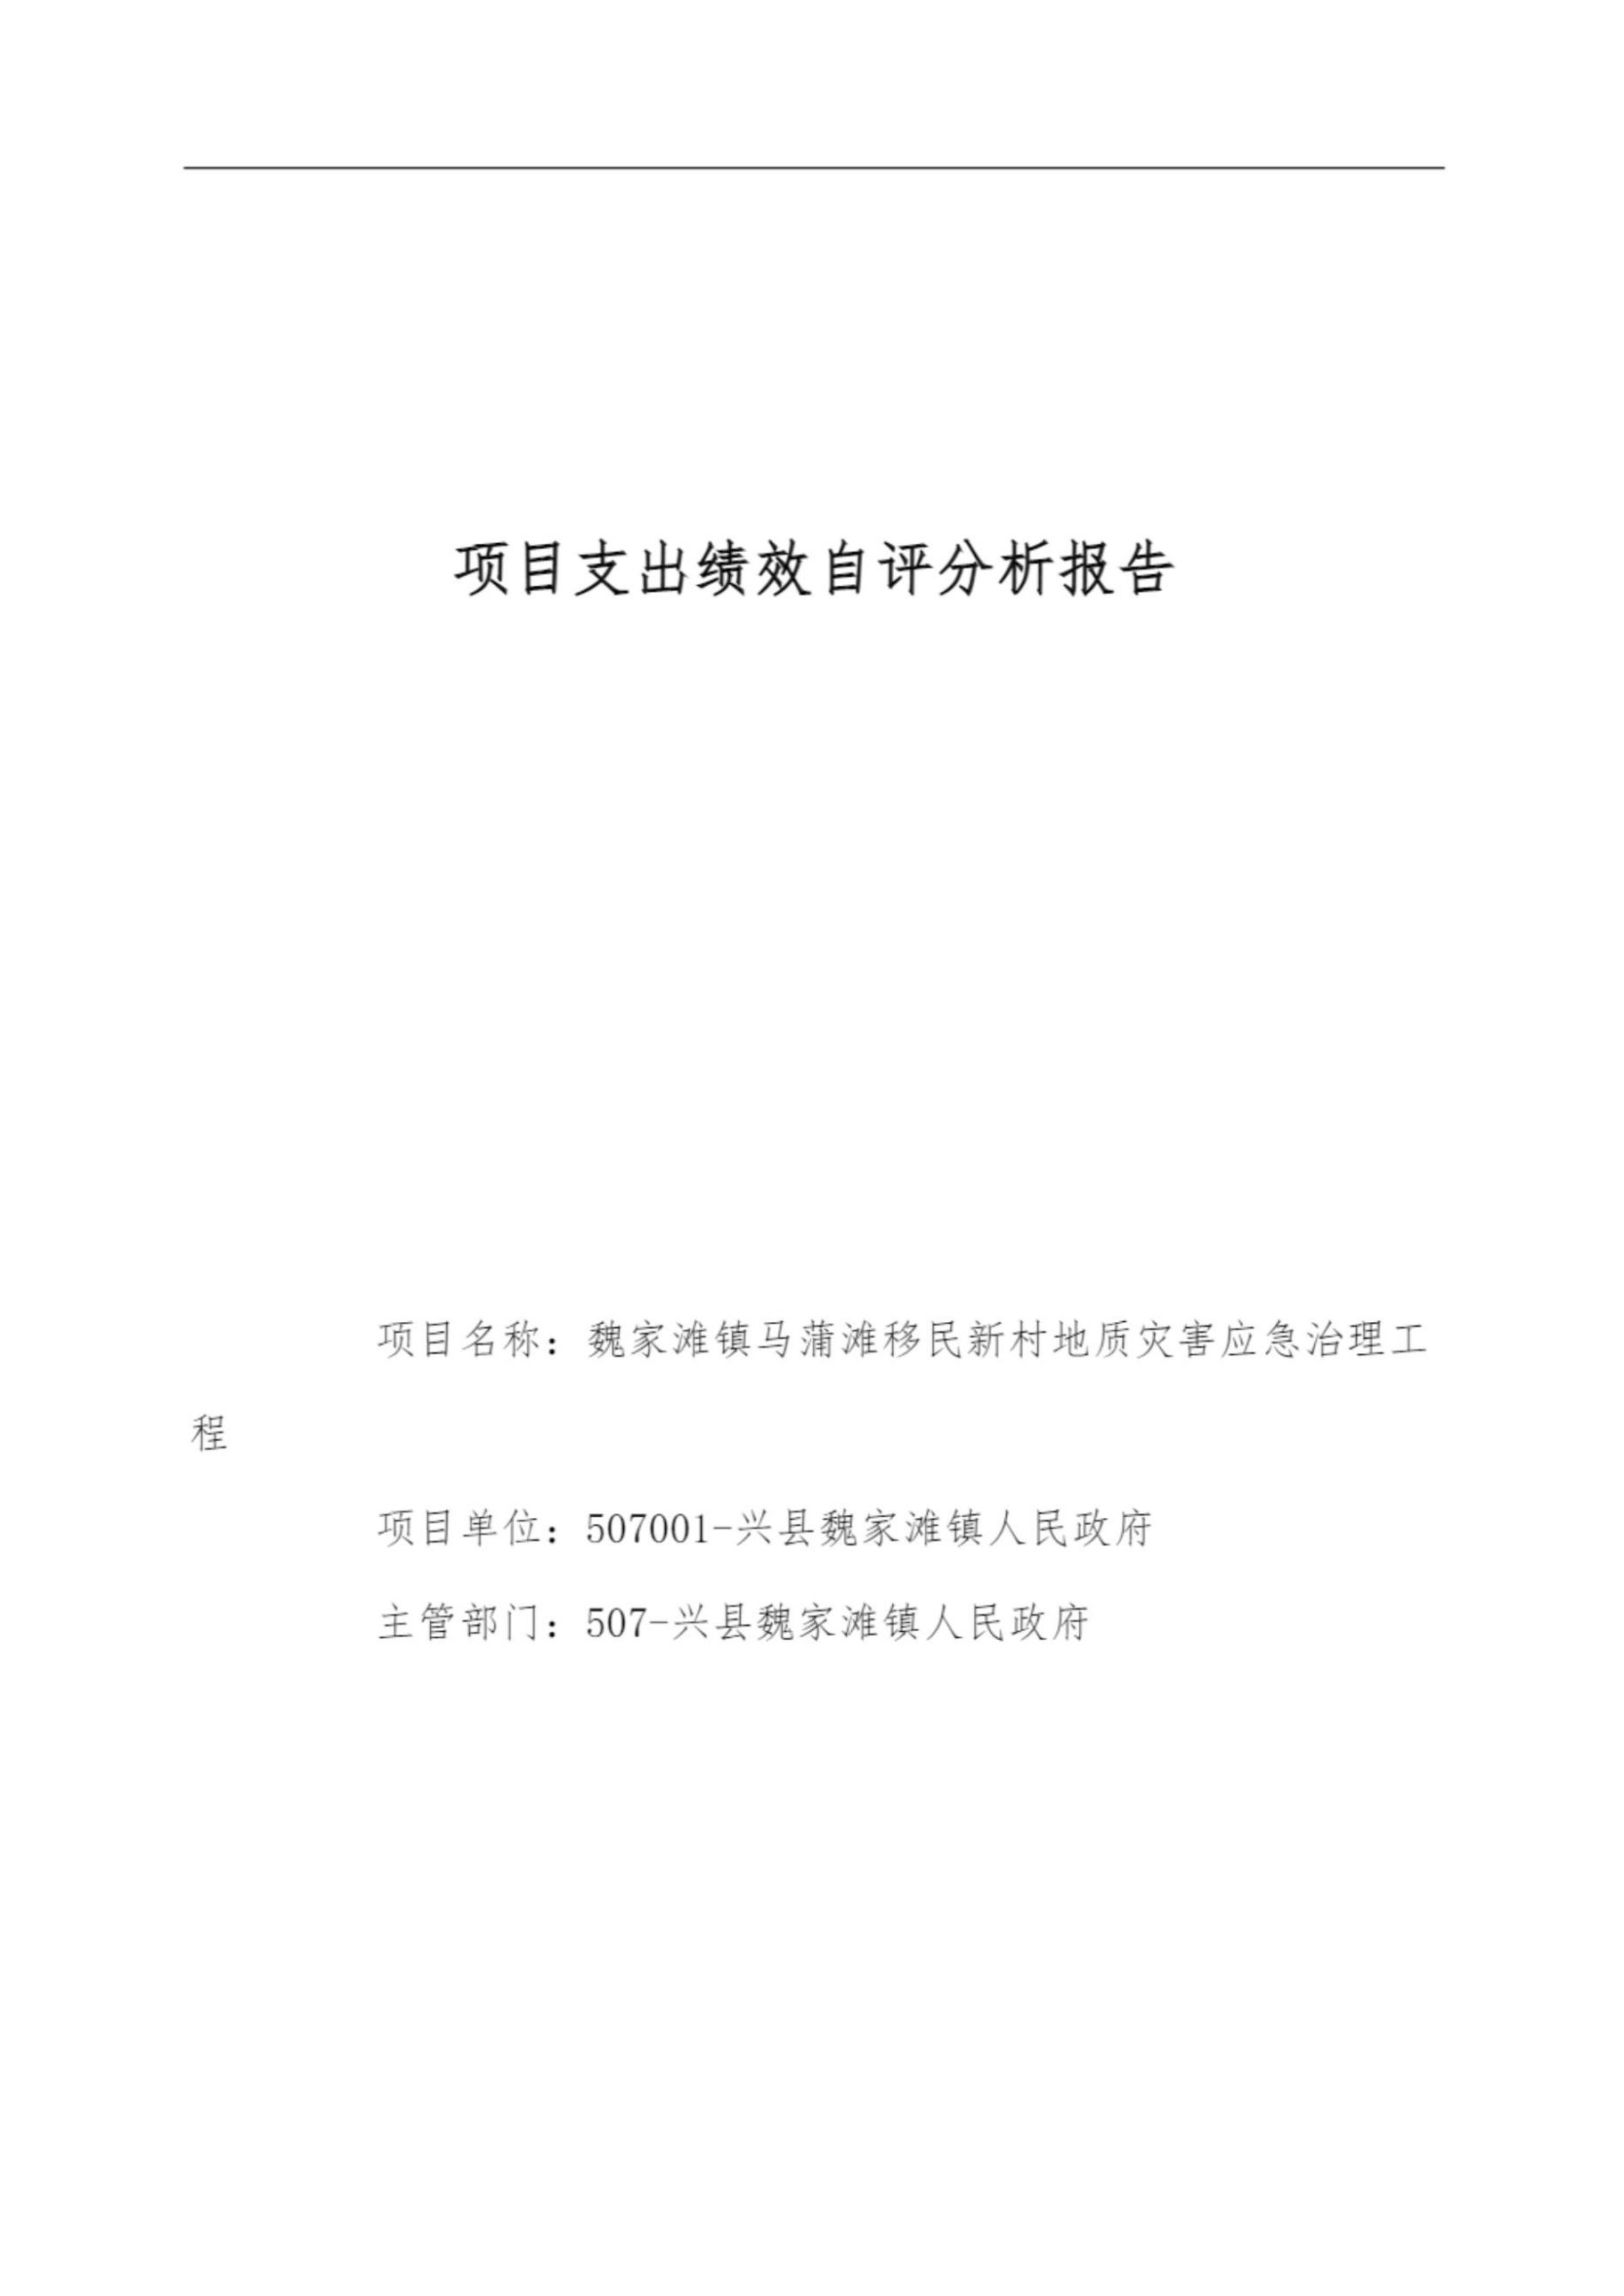 项目支出绩效自评分析报告
项目名称：魏家滩镇马蒲滩移民新村地质灾害应急治理工
程
项目单位：507001-兴县魏家滩镇人民政府
主管部门：507-兴县魏家滩镇人民政府